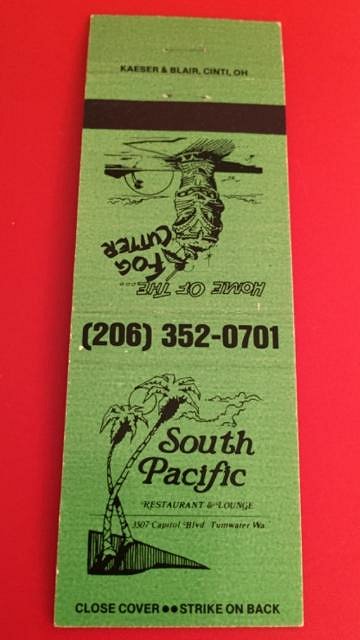 KAESER & BLAIR, CINTI, OH
HOME OF THE....
FOG
CUTTER
(206) 352-0701
South
Pacific
RESTAURANT & LOUNGE
3507 Capitol Blvd Tumwater Wa
CLOSE COVER ●● STRIKE ON BACK